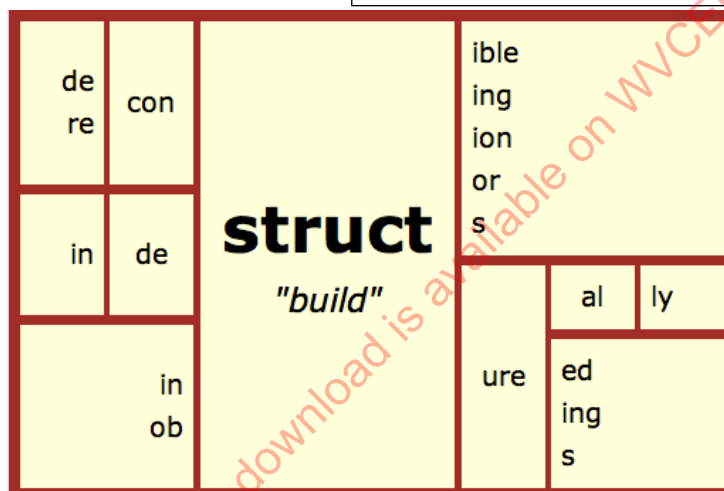 de
re
con
in
de
in
ob
struct
"build"
ible
ing
ion
or
s
ure
al
ly
ed
ing
s
download is available on WVCE